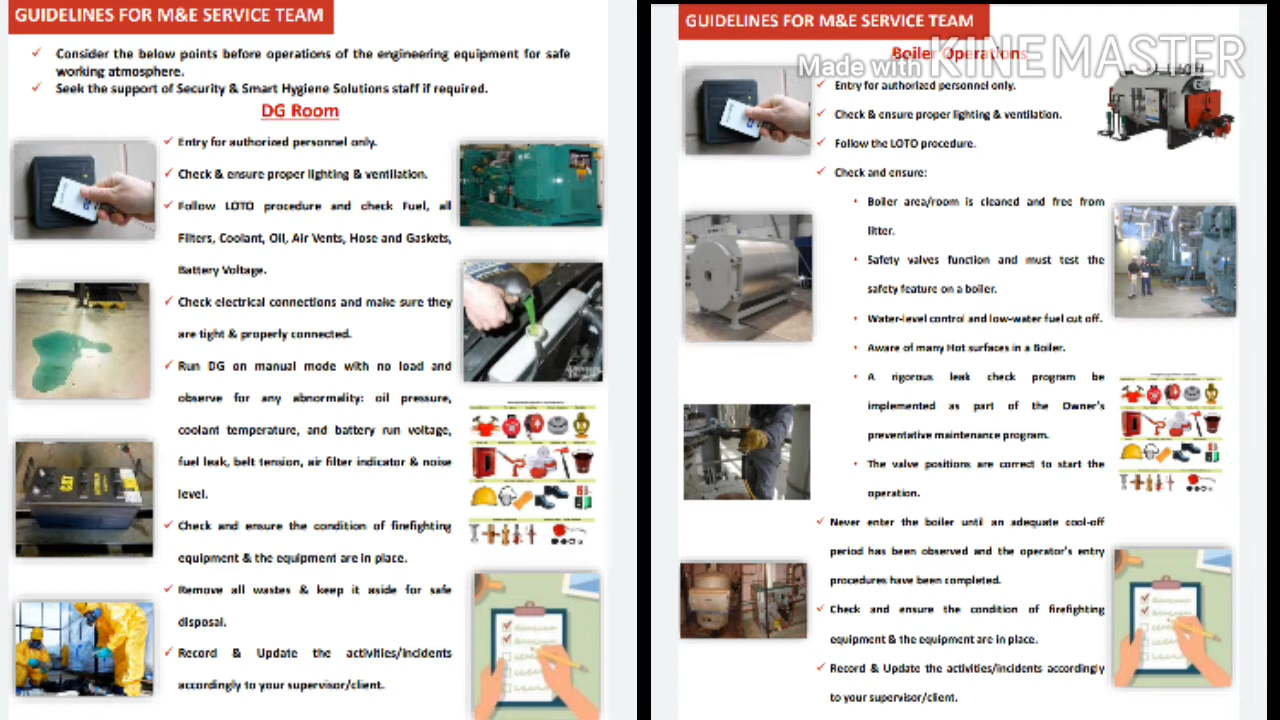 GUIDELINES FOR M&E SERVICE TEAM
✓ Consider the below points before operations of the engineering equipment for safe
working atmosphere.
✓ Seek the support of Security & Smart Hygiene Solutions staff if required.
DG Room
✓ Entry for authorized personnel only.
✓ Check & ensure proper lighting & ventilation.
✓ Follow LOTO procedure and check Fuel, all
Filters, Coolant, Oil, Air Vents, Hose and Gaskets,
Battery Voltage.
✓ Check electrical connections and make sure they
are tight & properly connected.
✓ Run DG on manual mode with no load and
observe for any abnormality: oil pressure,
coolant temperature, and battery run voltage,
fuel leak, belt tension, air filter indicator & noise
level.
✓ Check and ensure the condition of firefighting
equipment & the equipment are in place.
✓ Remove all wastes & keep it aside for safe
disposal.
✓ Record & Update the activities/incidents
accordingly to your supervisor/client.
CAT
GUIDELINES FOR M&E SERVICE TEAM
Boiler Operations
Made with KINEMASTER
✓ Entry for authorized personnel only.
✓ Check & ensure proper lighting & ventilation.
✓ Follow the LOTO procedure.
✓ Check and ensure:
• Boiler area/room is cleaned and free from
litter.
• Safety valves function and must test the
safety feature on a boiler.
• Water-level control and low-water fuel cut off.
• Aware of many Hot surfaces in a Boiler.
• A rigorous leak check program be
implemented as part of the Owner's
preventative maintenance program.
• The valve positions are correct to start the
operation.
✓ Never enter the boiler until an adequate cool-off
period has been observed and the operator's entry
procedures have been completed.
✓ Check and ensure the condition of firefighting
equipment & the equipment are in place.
✓ Record & Update the activities/incidents accordingly
to your supervisor/client.